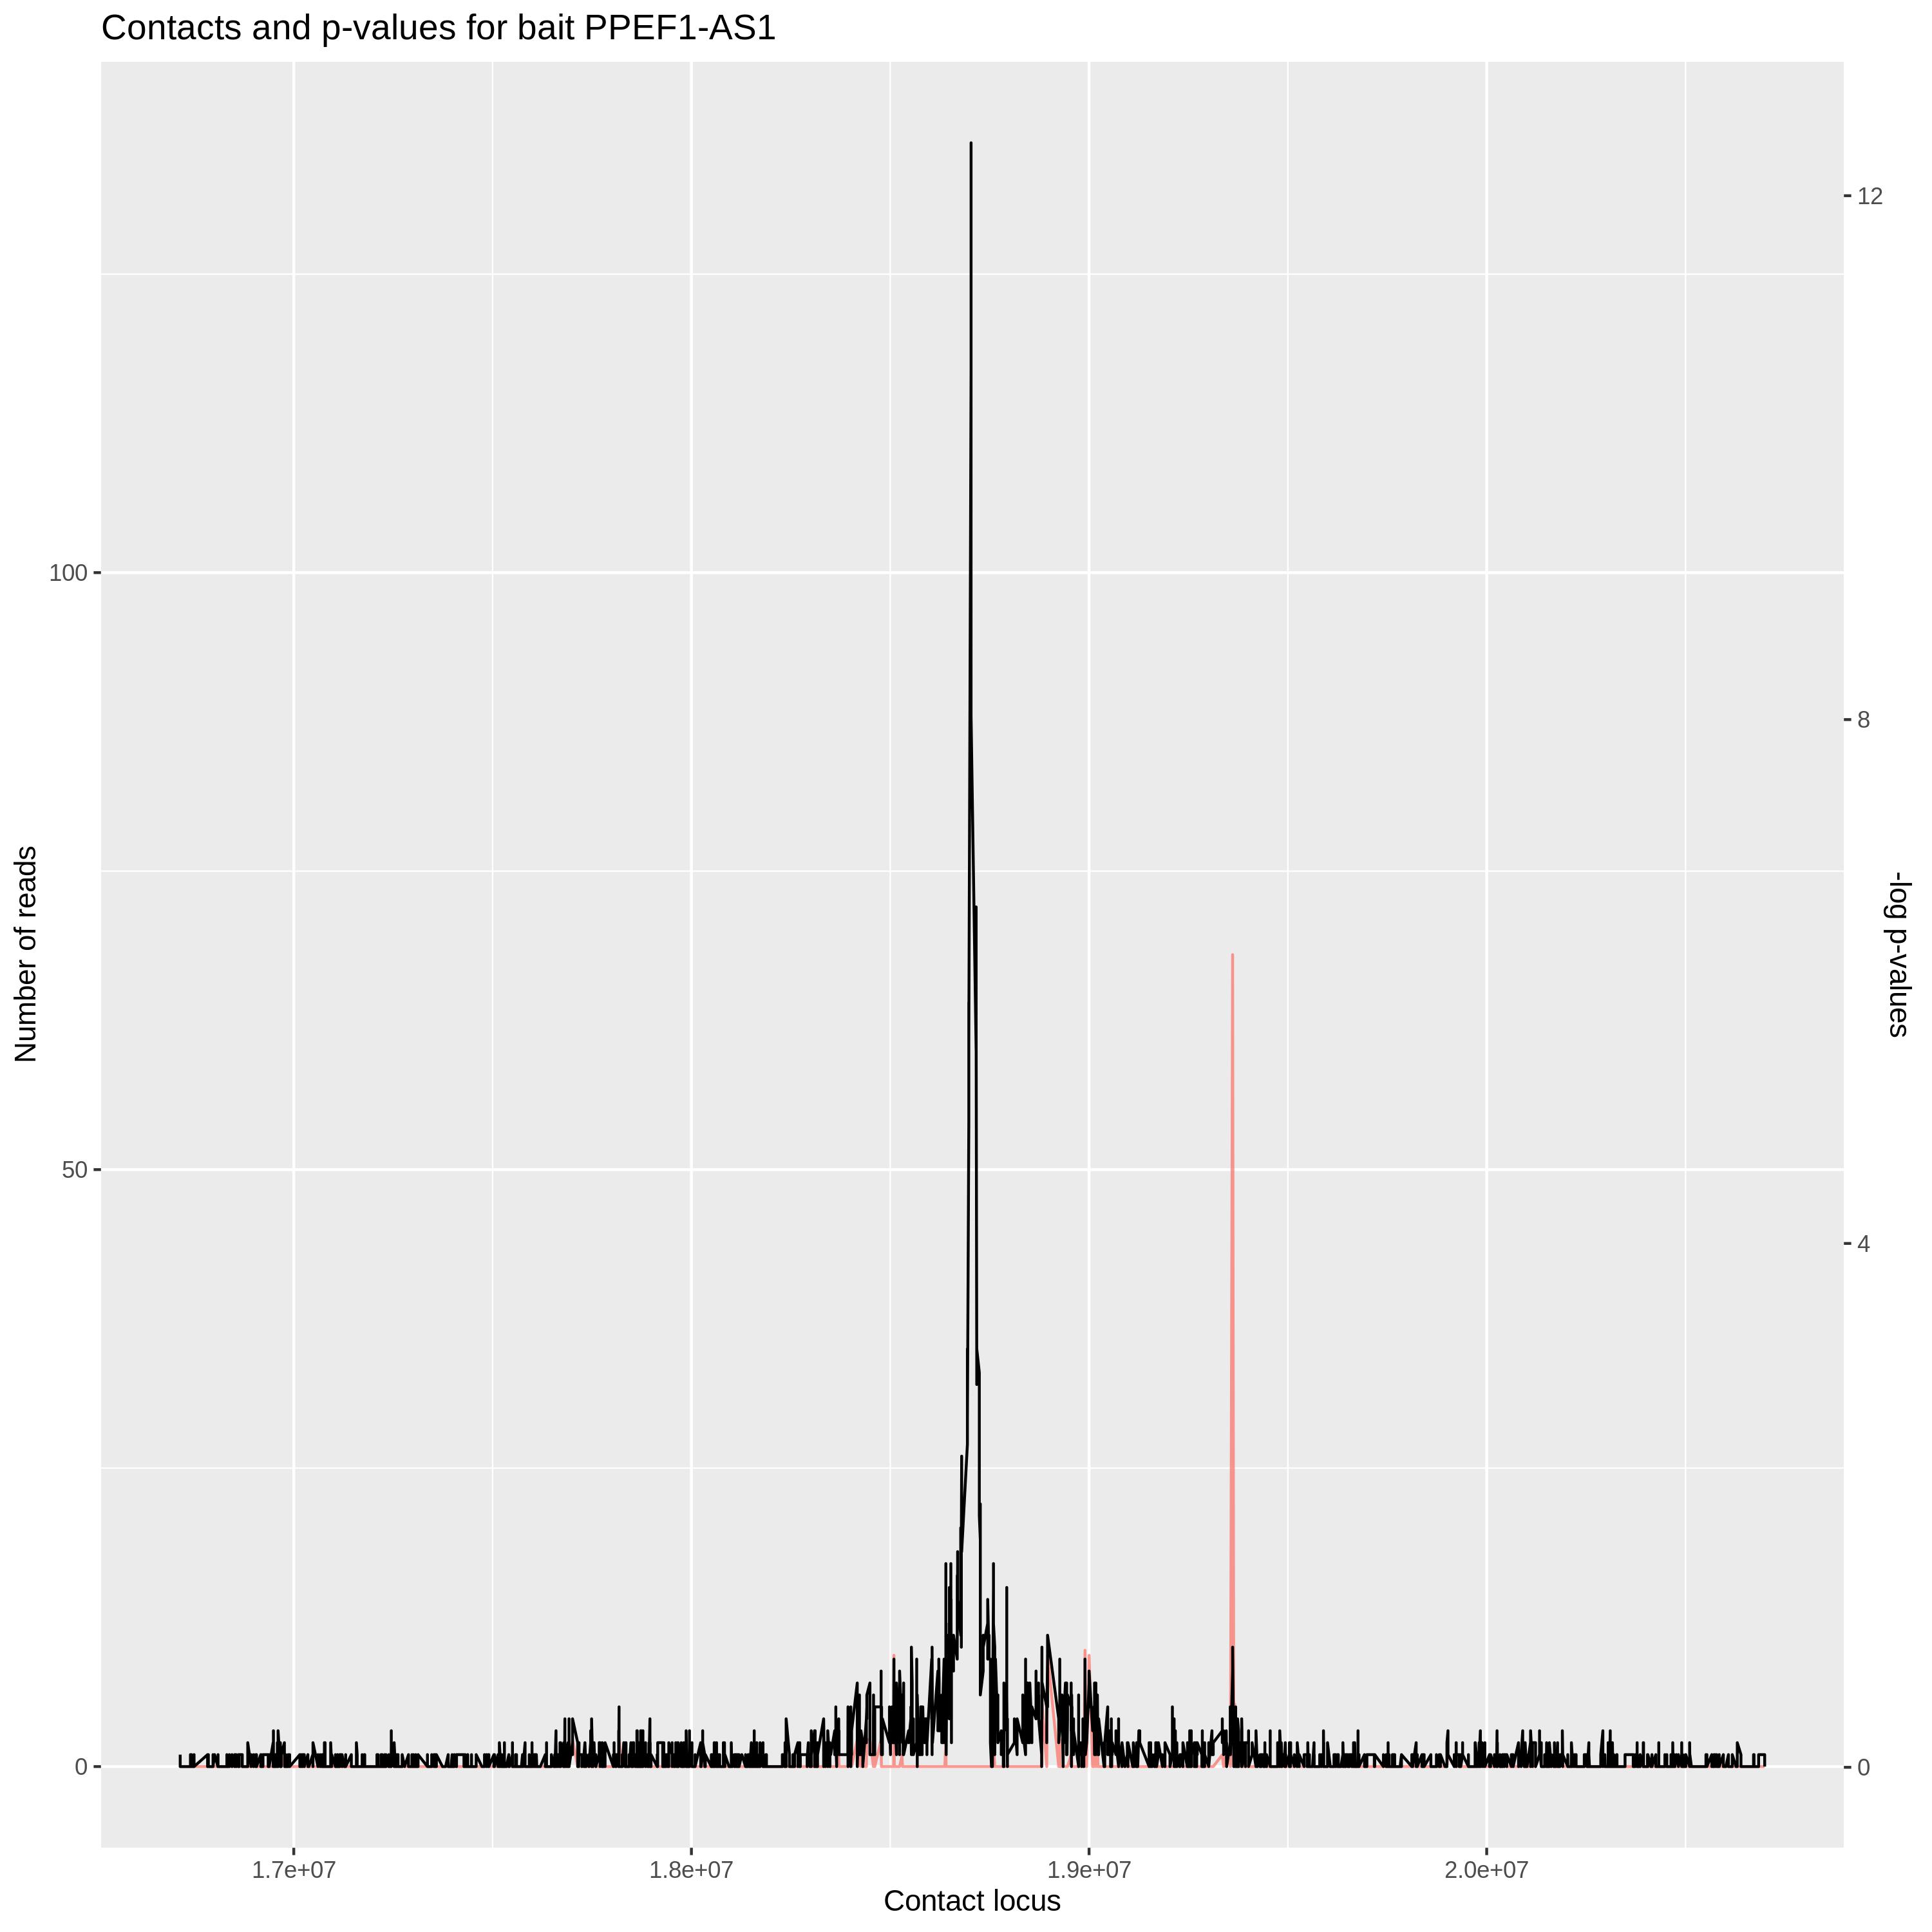 Contacts and p-values for bait PPEF1-AS1
12
100
8
Number of reads
-log p-values
50
4
0
0
1.7e+07
1.8e+07
1.9e+07
2.0e+07
Contact locus